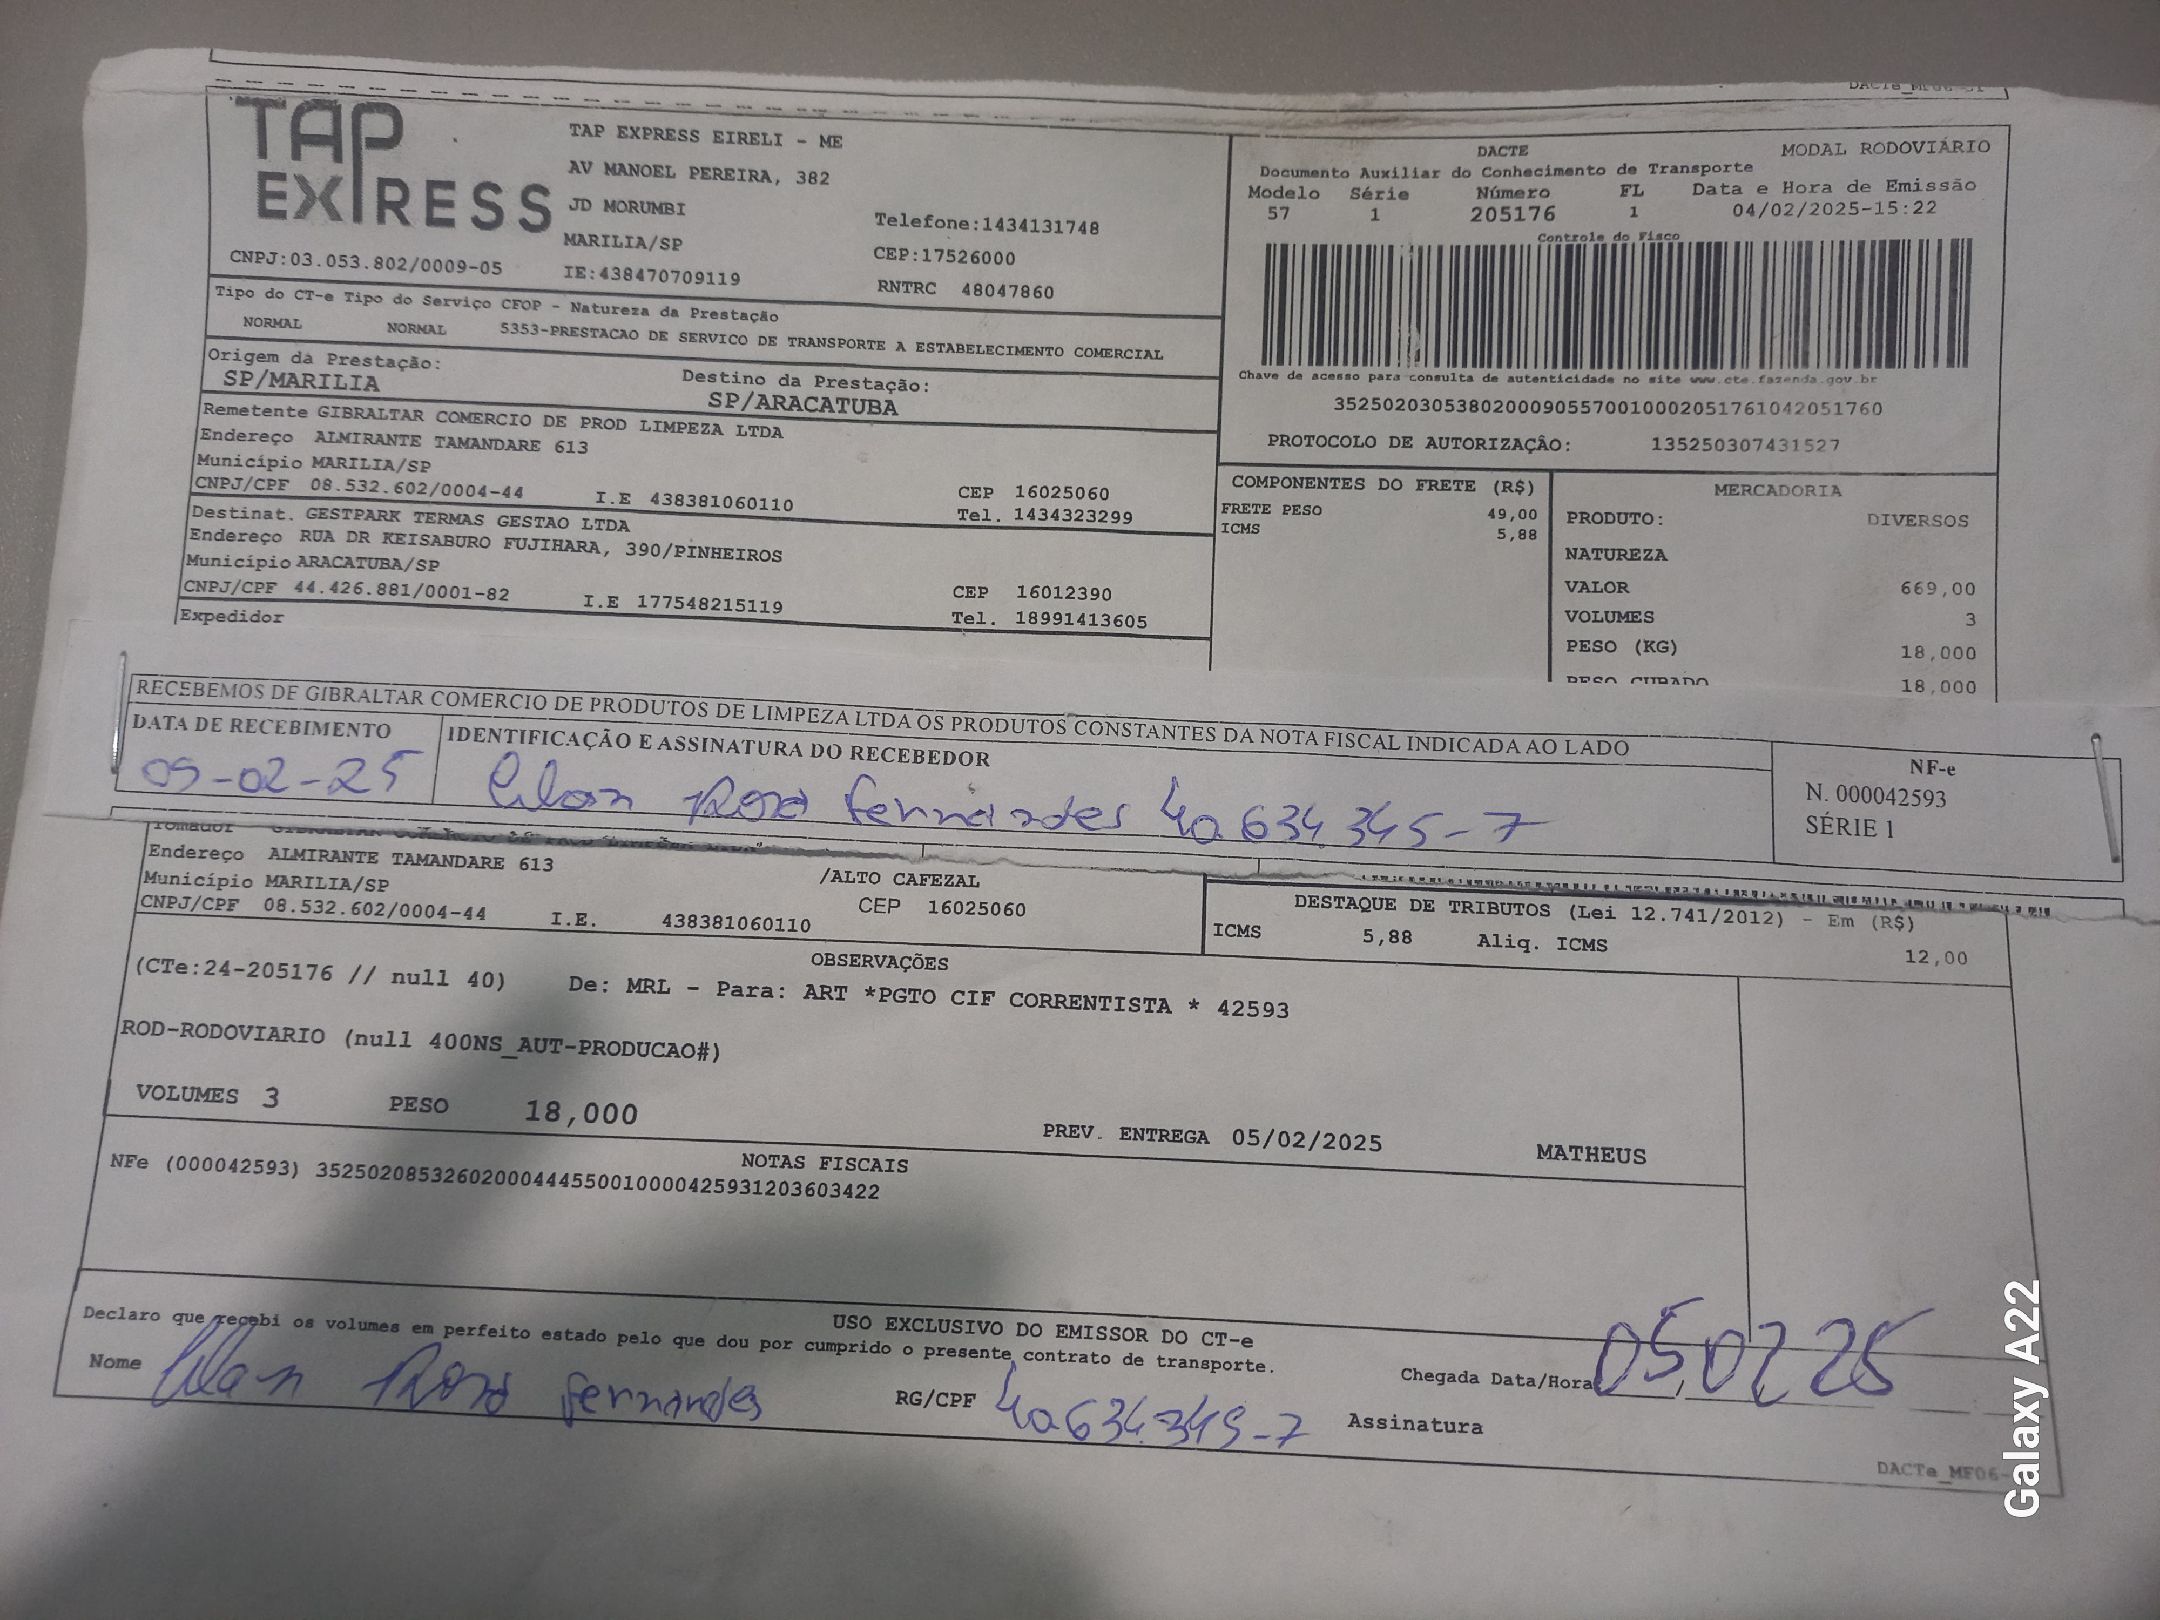 DACTe_MF06-CT
TAP EXPRESS
TAP EXPRESS EIRELI - ME
AV MANOEL PEREIRA, 382
JD MORUMBI
MARILIA/SP
Telefone:1434131748
CEP:17526000
CNPJ:03.053.802/0009-05
IE:438470709119
RNTRC 48047860
DACTE MODAL RODOVIÁRIO
Documento Auxiliar do Conhecimento de Transporte
Modelo Série Número FL Data e Hora de Emissão
57 1 205176 1 04/02/2025-15:22
Controle do Fisco
Chave de acesso para consulta de autenticidade no site www.cte.fazenda.gov.br
35250203053802000905570010002051761042051760
PROTOCOLO DE AUTORIZAÇÃO: 135250307431527
Tipo do CT-e Tipo do Serviço CFOP - Natureza da Prestação
NORMAL NORMAL 5353-PRESTACAO DE SERVICO DE TRANSPORTE A ESTABELECIMENTO COMERCIAL
Origem da Prestação: Destino da Prestação:
SP/MARILIA SP/ARACATUBA
Remetente GIBRALTAR COMERCIO DE PROD LIMPEZA LTDA
Endereço ALMIRANTE TAMANDARE 613
Município MARILIA/SP CEP 16025060
CNPJ/CPF 08.532.602/0004-44 I.E 438381060110 Tel. 1434323299
Destinat. GESTPARK TERMAS GESTAO LTDA
Endereço RUA DR KEISABURO FUJIHARA, 390/PINHEIROS
Município ARACATUBA/SP CEP 16012390
CNPJ/CPF 44.426.881/0001-82 I.E 177548215119 Tel. 18991413605
Expedidor
COMPONENTES DO FRETE (R$)
FRETE PESO 49,00
ICMS 5,88
MERCADORIA
PRODUTO: DIVERSOS
NATUREZA
VALOR 669,00
VOLUMES 3
PESO (KG) 18,000
PESO CUBADO 18,000
RECEBEMOS DE GIBRALTAR COMERCIO DE PRODUTOS DE LIMPEZA LTDA OS PRODUTOS CONSTANTES DA NOTA FISCAL INDICADA AO LADO
DATA DE RECEBIMENTO IDENTIFICAÇÃO E ASSINATURA DO RECEBEDOR
05-02-25 Rosa fernandes 40.634.345-7
NF-e
N. 000042593
SÉRIE 1
Tomador
Endereço ALMIRANTE TAMANDARE 613 /ALTO CAFEZAL
Município MARILIA/SP CEP 16025060
CNPJ/CPF 08.532.602/0004-44 I.E. 438381060110
DESTAQUE DE TRIBUTOS (Lei 12.741/2012) - Em (R$)
ICMS 5,88 Aliq. ICMS 12,00
OBSERVAÇÕES
(CTe:24-205176 // null 40) De: MRL - Para: ART *PGTO CIF CORRENTISTA * 42593
ROD-RODOVIARIO (null 400NS_AUT-PRODUCAO#)
VOLUMES 3 PESO 18,000 PREV. ENTREGA 05/02/2025 MATHEUS
NOTAS FISCAIS
NFe (000042593) 35250208532602000444550010000425931203603422
USO EXCLUSIVO DO EMISSOR DO CT-e
Declaro que recebi os volumes em perfeito estado pelo que dou por cumprido o presente contrato de transporte.
Nome Rosa fernandes RG/CPF 40.634.345-7
Chegada Data/Hora 05 02 25
Assinatura
DACTe_MF06-
Galaxy A22